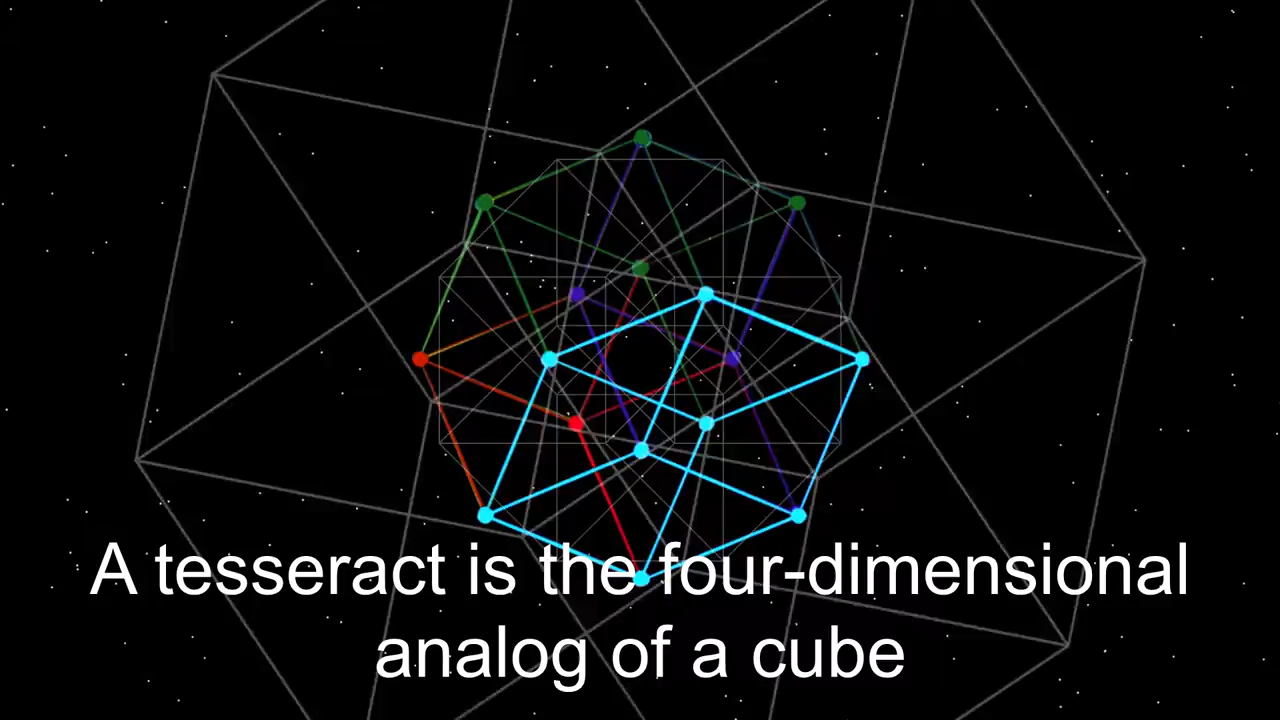 A tesseract is the four-dimensional
analog of a cube